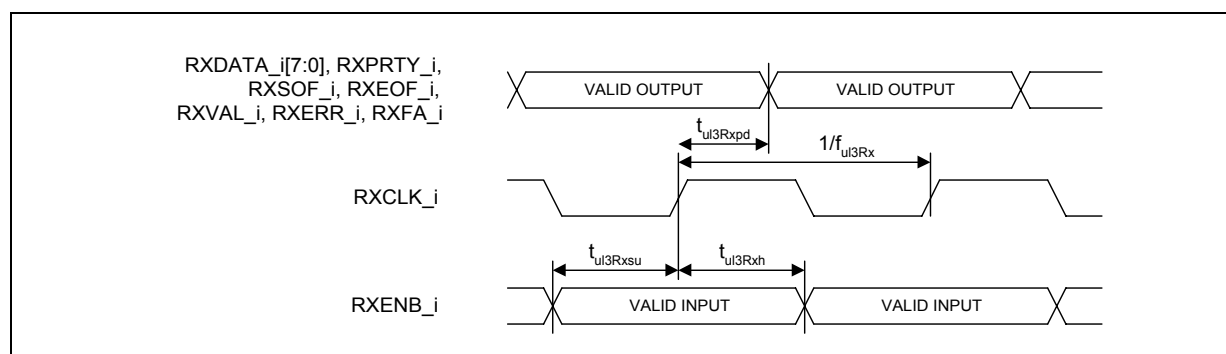 RXDATA_i[7:0], RXPRTY_i,
RXSOF_i, RXEOF_i,
RXVAL_i, RXERR_i, RXFA_i
VALID OUTPUT
VALID OUTPUT
tul3Rxpd
1/ful3Rx
RXCLK_i
tul3Rxsu
tul3Rxh
RXENB_i
VALID INPUT
VALID INPUT